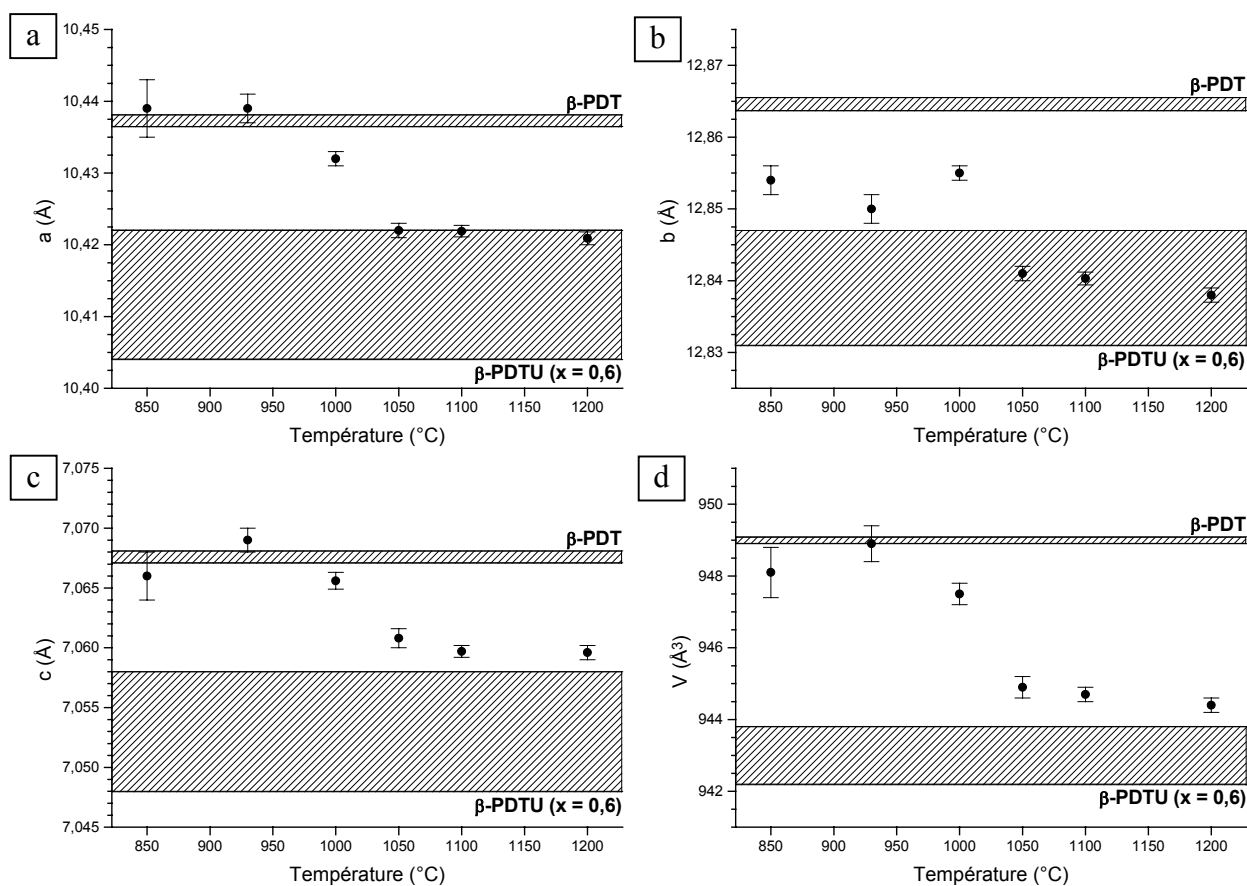 a
10,45
10,44
10,43
10,42
10,41
10,40
a (Å)
β-PDT
β-PDTU (x = 0,6)
850 900 950 1000 1050 1100 1150 1200
Température (°C)
b
12,87
12,86
12,85
12,84
12,83
b (Å)
β-PDT
β-PDTU (x = 0,6)
850 900 950 1000 1050 1100 1150 1200
Température (°C)
c
7,075
7,070
7,065
7,060
7,055
7,050
7,045
c (Å)
β-PDT
β-PDTU (x = 0,6)
850 900 950 1000 1050 1100 1150 1200
Température (°C)
d
950
948
946
944
942
V (Å³)
β-PDT
β-PDTU (x = 0,6)
850 900 950 1000 1050 1100 1150 1200
Température (°C)